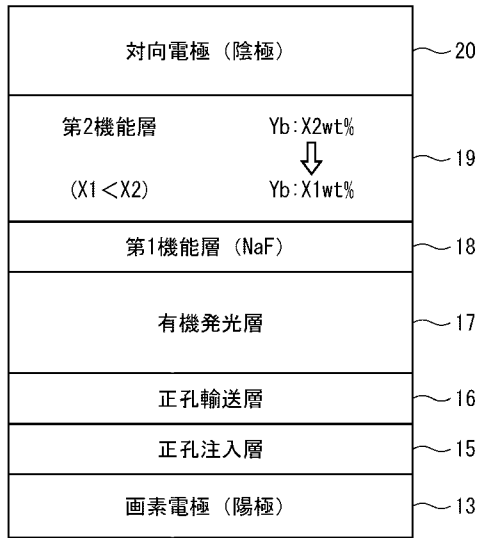 対向電極（陰極） 20
第2機能層 Yb:X2wt%
19
(X1＜X2) Yb:X1wt%
第1機能層（NaF） 18
有機発光層 17
正孔輸送層 16
正孔注入層 15
画素電極（陽極） 13